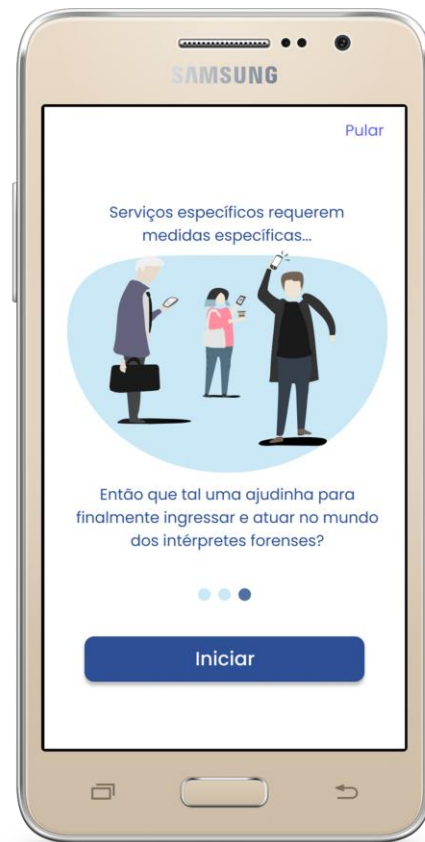 SAMSUNG
Pular
Serviços específicos requerem
medidas específicas...
Então que tal uma ajudinha para
finalmente ingressar e atuar no mundo
dos intérpretes forenses?
Iniciar